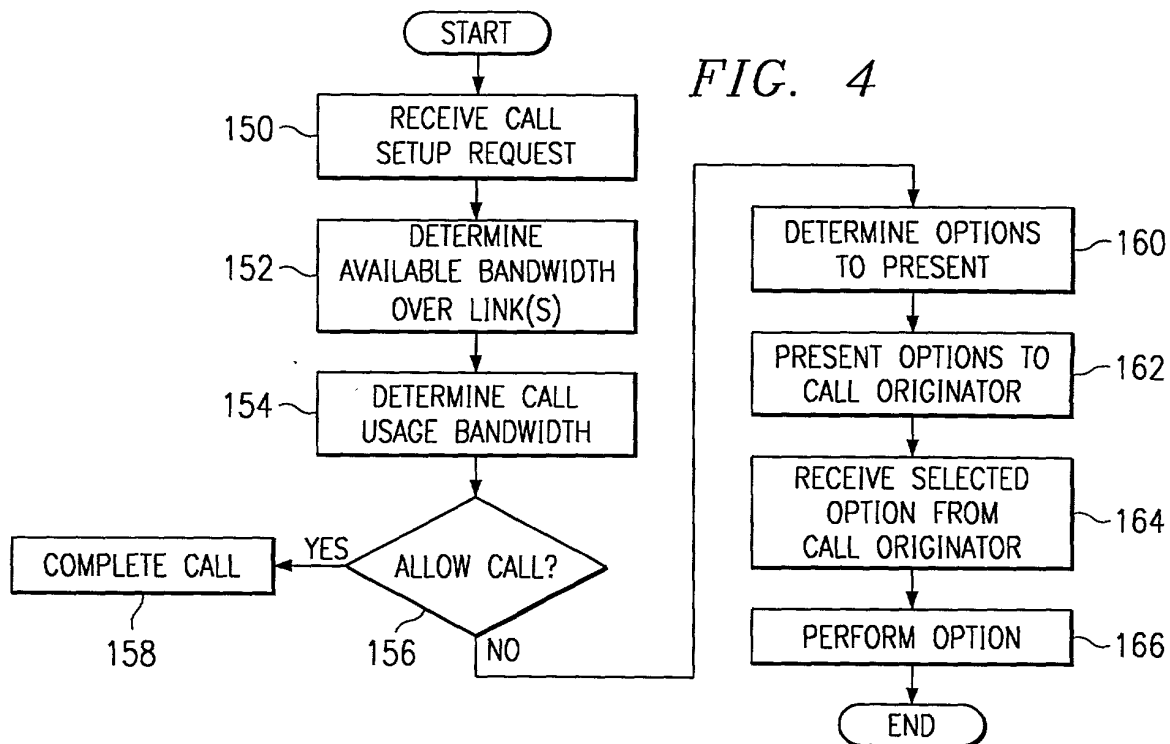 START
FIG. 4
150
RECEIVE CALL
SETUP REQUEST
152
DETERMINE
AVAILABLE BANDWIDTH
OVER LINK(S)
154
DETERMINE CALL
USAGE BANDWIDTH
ALLOW CALL?
156
YES
COMPLETE CALL
158
NO
DETERMINE OPTIONS
TO PRESENT
160
PRESENT OPTIONS TO
CALL ORIGINATOR
162
RECEIVE SELECTED
OPTION FROM
CALL ORIGINATOR
164
PERFORM OPTION
166
END